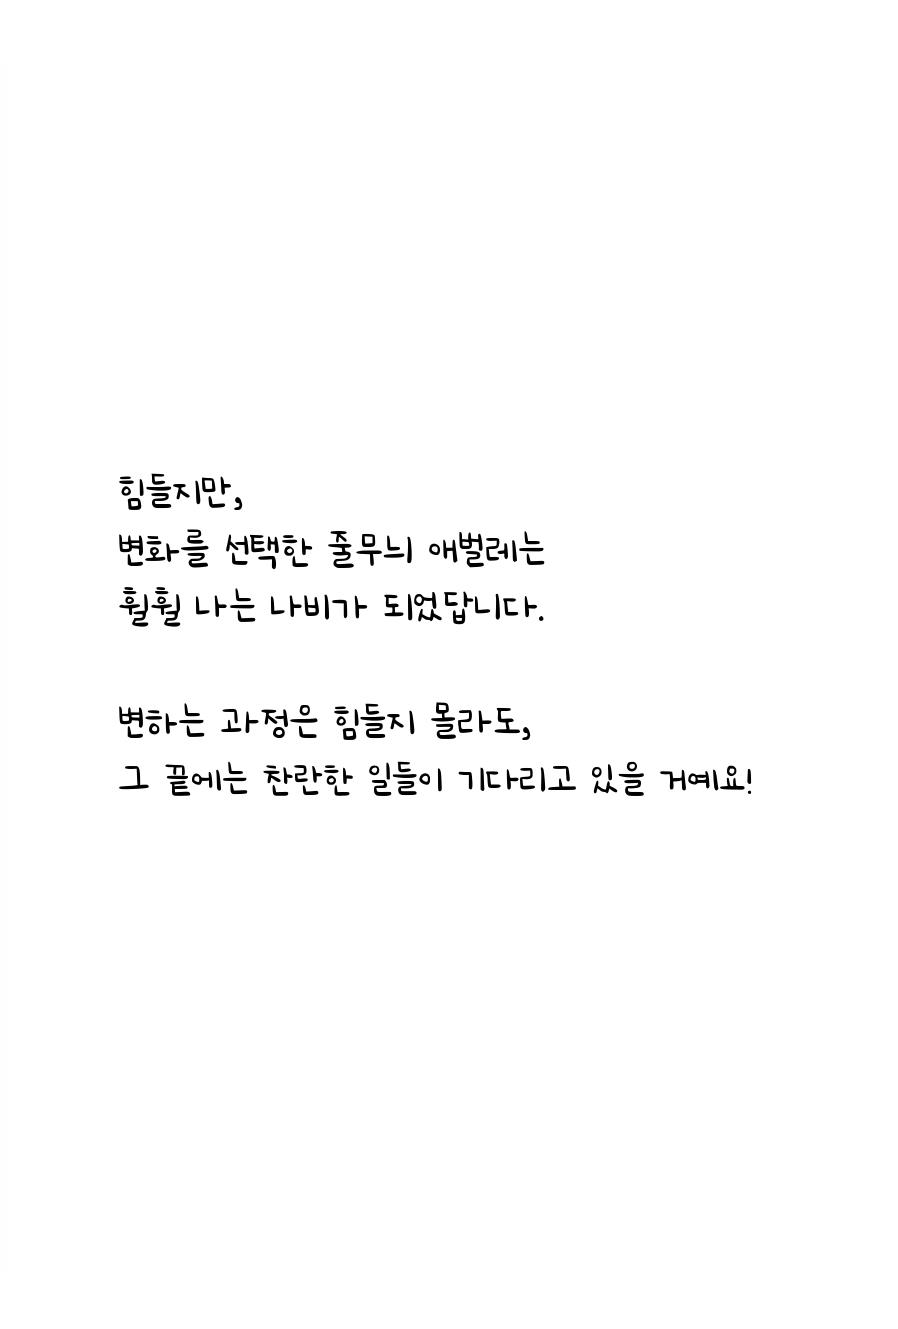 힘들지만,
변화를 선택한 줄무늬 애벌레는
훨훨 나는 나비가 되었답니다.
변하는 과정은 힘들지 몰라도,
그 끝에는 찬란한 일들이 기다리고 있을 거예요!